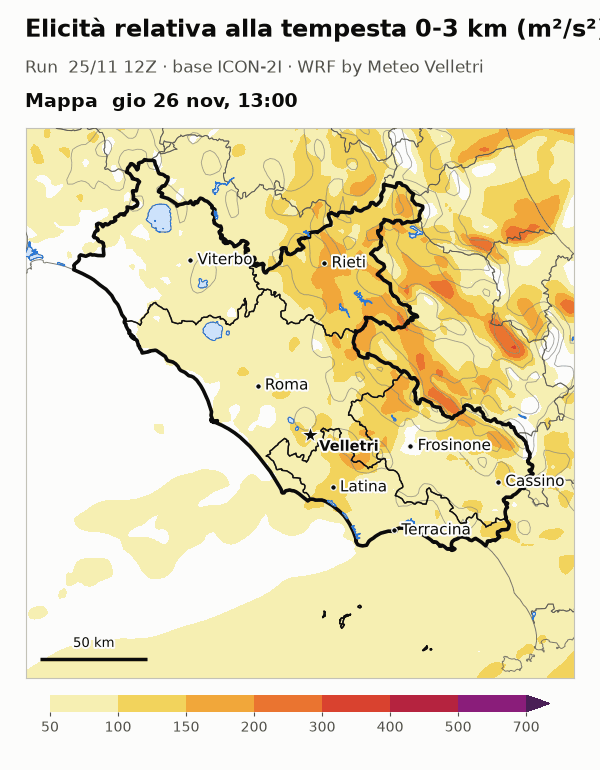 Elicità relativa alla tempesta 0-3 km (m²/s²)
Run 25/11 12Z · base ICON-2I · WRF by Meteo Velletri
Mappa gio 26 nov, 13:00
Viterbo
Rieti
Roma
Velletri
Frosinone
Latina
Cassino
Terracina
50 km
50 100 150 200 300 400 500 700